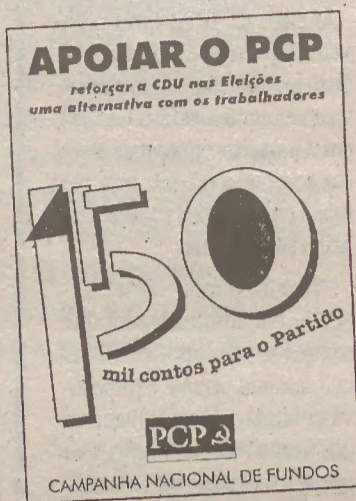 APOIAR O PCP
reforçar a CDU nas Eleições
uma alternativa com os trabalhadores
150
mil contos para o Partido
PCP
CAMPANHA NACIONAL DE FUNDOS